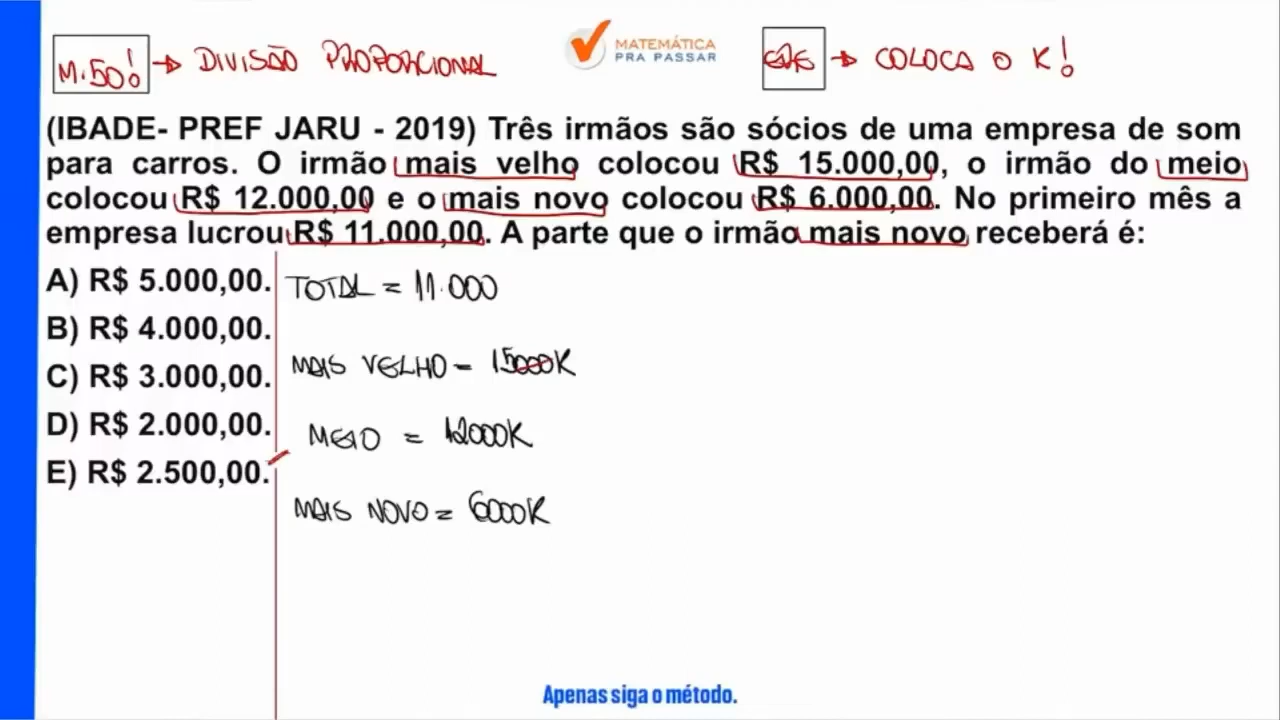 M.50! → DIVISÃO PROPORCIONAL
MATEMÁTICA
PRA PASSAR
→ COLOCA O K!
(IBADE- PREF JARU - 2019) Três irmãos são sócios de uma empresa de som
para carros. O irmão mais velho colocou R$ 15.000,00, o irmão do meio
colocou R$ 12.000,00 e o mais novo colocou R$ 6.000,00. No primeiro mês a
empresa lucrou R$ 11.000,00. A parte que o irmão mais novo receberá é:
A) R$ 5.000,00.
B) R$ 4.000,00.
C) R$ 3.000,00.
D) R$ 2.000,00.
E) R$ 2.500,00.
TOTAL = 11.000
MAIS VELHO = 15000K
MEIO = 12000K
MAIS NOVO = 6000K
Apenas siga o método.